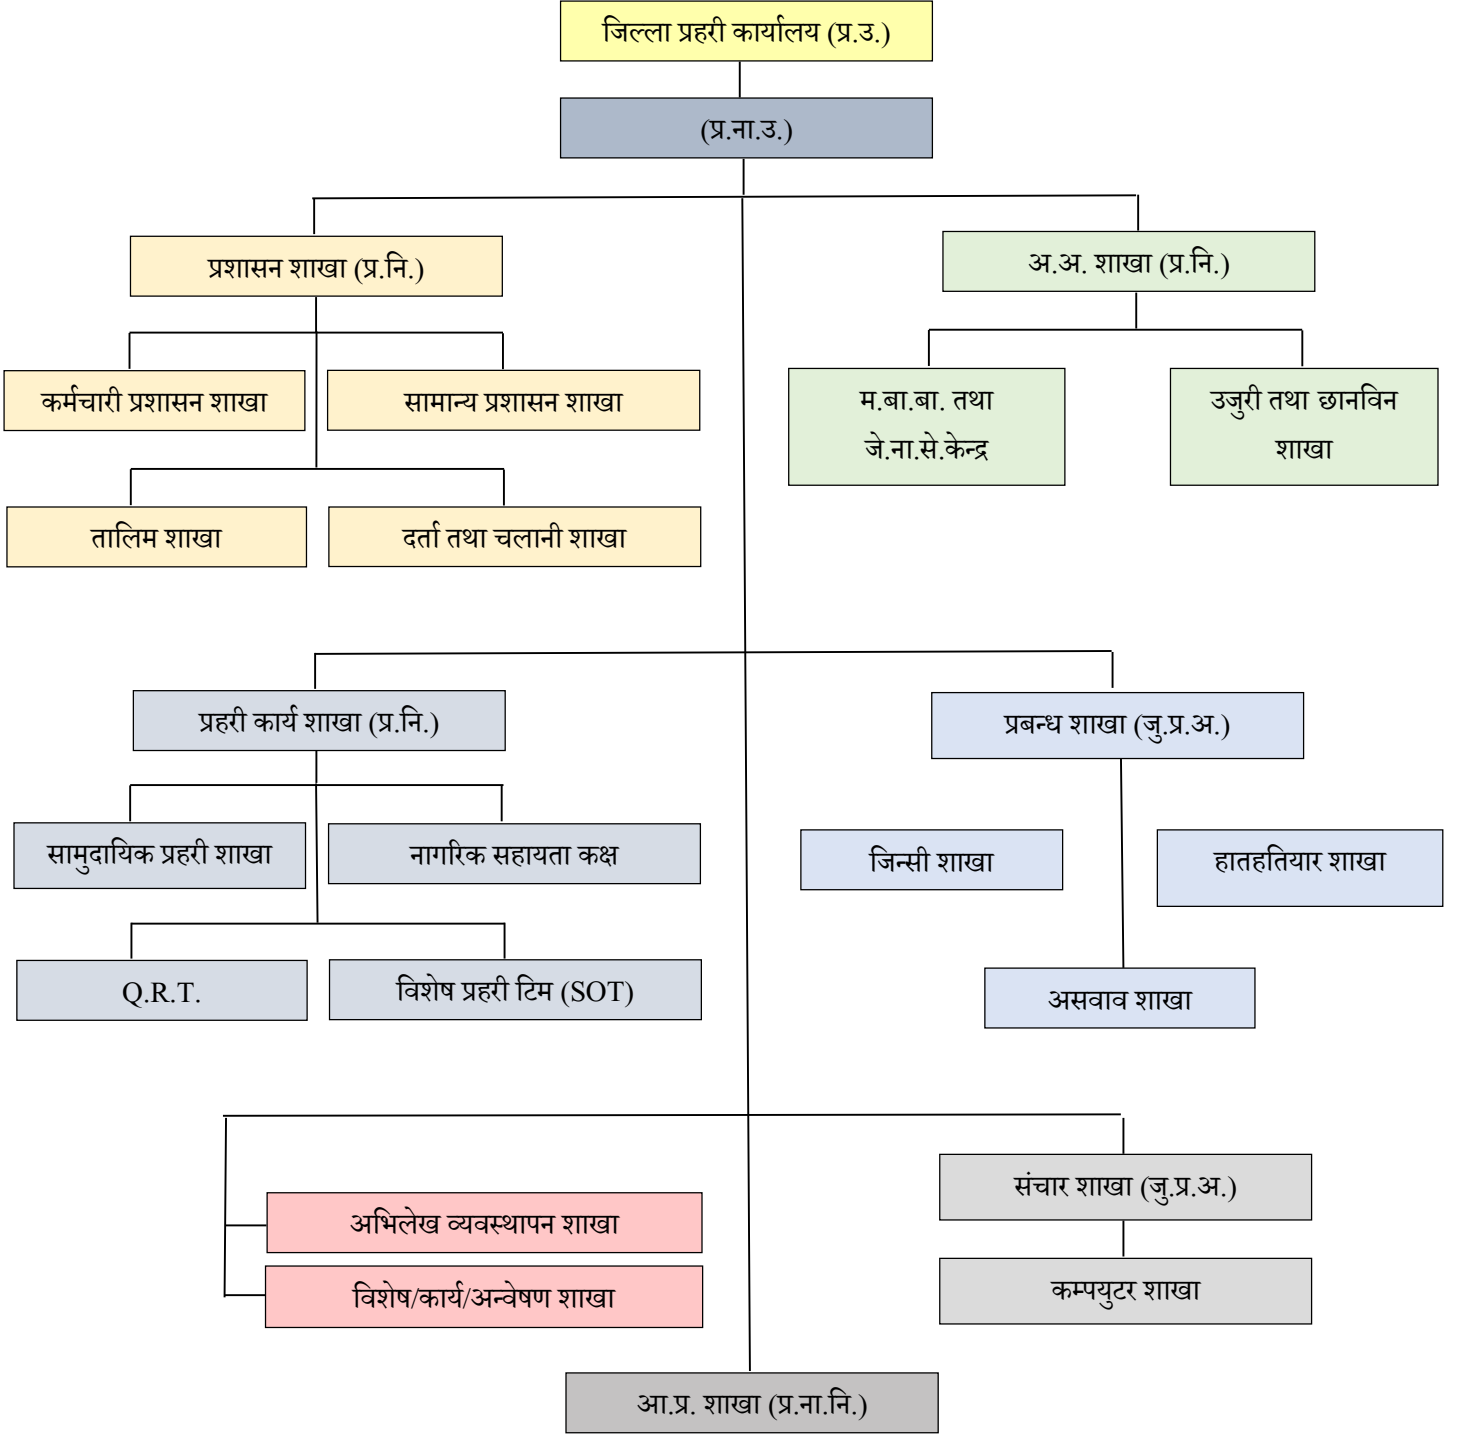 जिल्ला प्रहरी कार्यालय (प्र.उ.)
(प्र.ना.उ.)
प्रशासन शाखा (प्र.नि.)
अ.अ. शाखा (प्र.नि.)
कर्मचारी प्रशासन शाखा
सामान्य प्रशासन शाखा
म.बा.बा. तथा
जे.ना.से.केन्द्र
उजुरी तथा छानविन
शाखा
तालिम शाखा
दर्ता तथा चलानी शाखा
प्रहरी कार्य शाखा (प्र.नि.)
प्रबन्ध शाखा (जु.प्र.अ.)
सामुदायिक प्रहरी शाखा
नागरिक सहायता कक्ष
जिन्सी शाखा
हातहतियार शाखा
Q.R.T.
विशेष प्रहरी टिम (SOT)
असवाव शाखा
संचार शाखा (जु.प्र.अ.)
अभिलेख व्यवस्थापन शाखा
विशेष/कार्य/अन्वेषण शाखा
कम्पयुटर शाखा
आ.प्र. शाखा (प्र.ना.नि.)